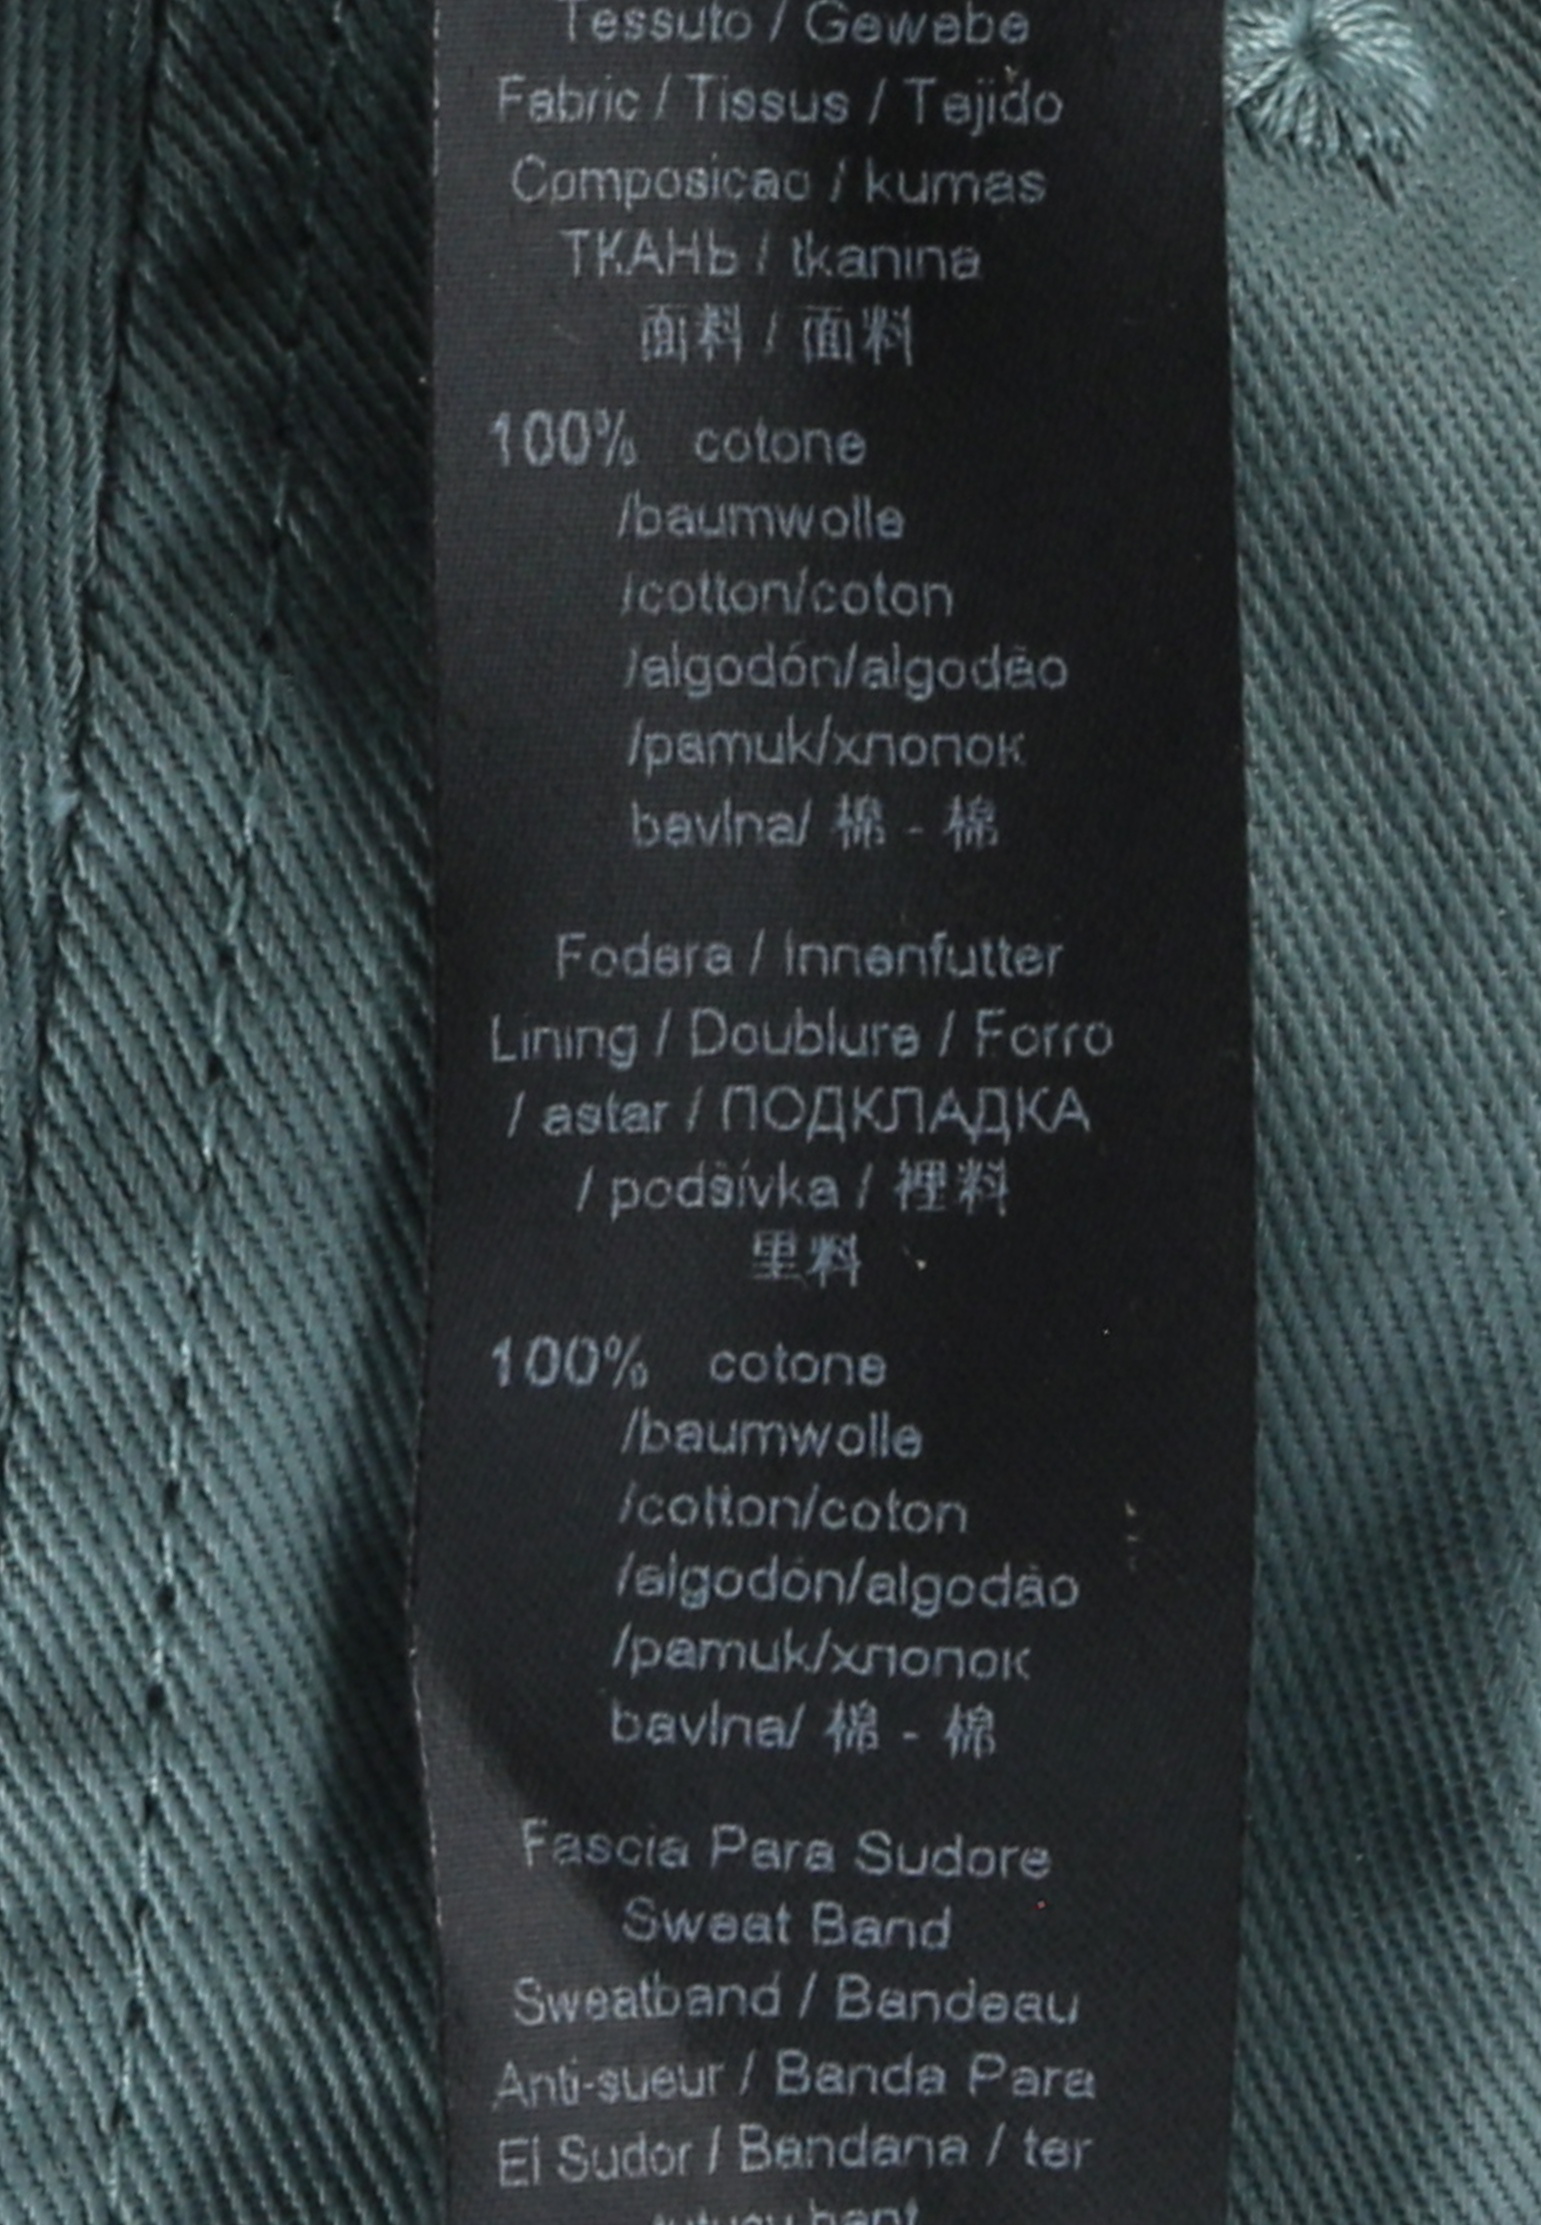 Tessuto / Gewebe
Fabric / Tissus / Tejido
Composicao / kumas
ТКАНЬ / tkanina
面料 / 面料
100% cotone
/baumwolle
/cotton/coton
/algodón/algodão
/pamuk/хлопок
bavlna/ 棉 - 棉
Fodera / Innenfutter
Lining / Doublure / Forro
/ astar / ПОДКЛАДКА
/ podšívka / 裡料
里料
100% cotone
/baumwolle
/cotton/coton
/algodón/algodão
/pamuk/хлопок
bavlna/ 棉 - 棉
Fascia Para Sudore
Sweat Band
Sweatband / Bandeau
Anti-sueur / Banda Para
El Sudor / Bandana / ter